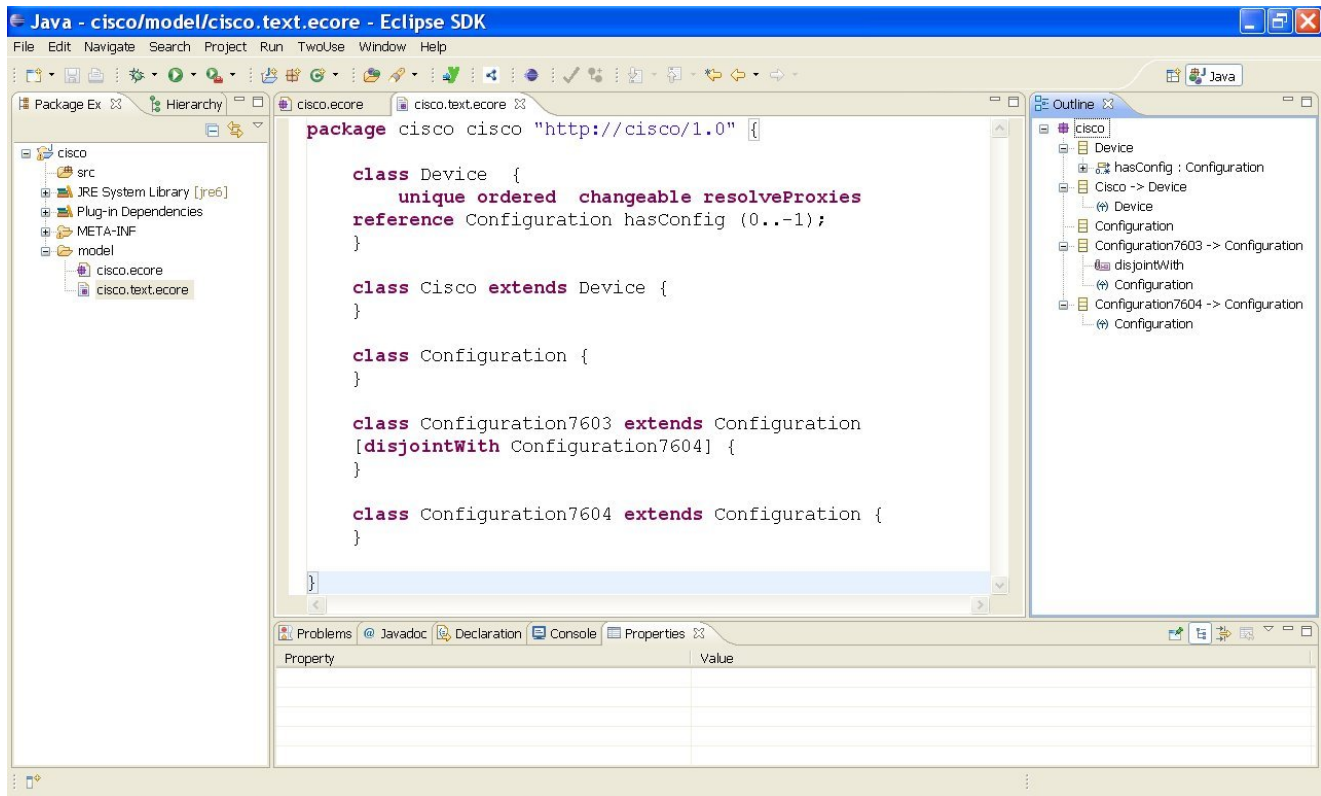 Java - cisco/model/cisco.text.ecore - Eclipse SDK
File Edit Navigate Search Project Run TwoUse Window Help
Java
Package Ex Hierarchy
cisco
src
JRE System Library [jre6]
Plug-in Dependencies
META-INF
model
cisco.ecore
cisco.text.ecore
cisco.ecore cisco.text.ecore
package cisco cisco "http://cisco/1.0" {
class Device {
unique ordered changeable resolveProxies
reference Configuration hasConfig (0..-1);
}
class Cisco extends Device {
}
class Configuration {
}
class Configuration7603 extends Configuration
[disjointWith Configuration7604] {
}
class Configuration7604 extends Configuration {
}
}
Outline
cisco
Device
hasConfig : Configuration
Cisco -> Device
Device
Configuration
Configuration7603 -> Configuration
disjointWith
Configuration
Configuration7604 -> Configuration
Configuration
Problems @ Javadoc Declaration Console Properties
Property Value